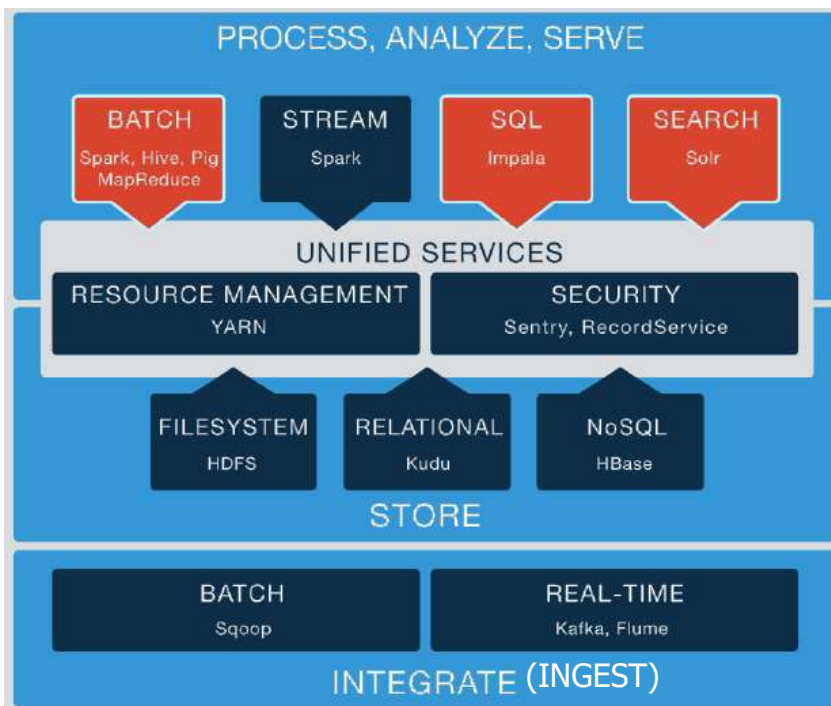 PROCESS, ANALYZE, SERVE
BATCH
Spark, Hive, Pig
MapReduce
STREAM
Spark
SQL
Impala
SEARCH
Solr
UNIFIED SERVICES
RESOURCE MANAGEMENT
YARN
SECURITY
Sentry, RecordService
FILESYSTEM
HDFS
RELATIONAL
Kudu
NoSQL
HBase
STORE
BATCH
Sqoop
REAL-TIME
Kafka, Flume
INTEGRATE (INGEST)